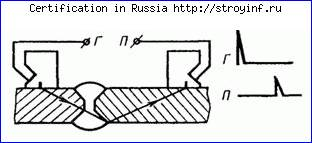 Certification in Russia http://stroyinf.ru
Г П
Г
П